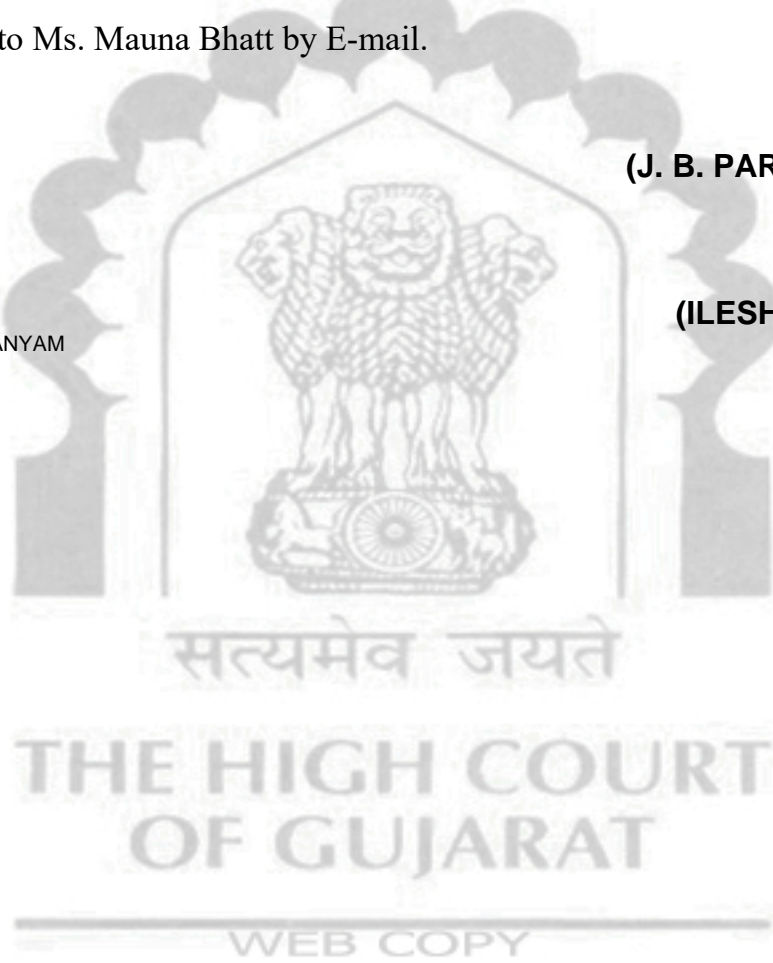 to Ms. Mauna Bhatt by E-mail.
(J. B. PAR
(ILESH
ANYAM
सत्यमेव जयते
THE HIGH COURT
OF GUJARAT
WEB COPY